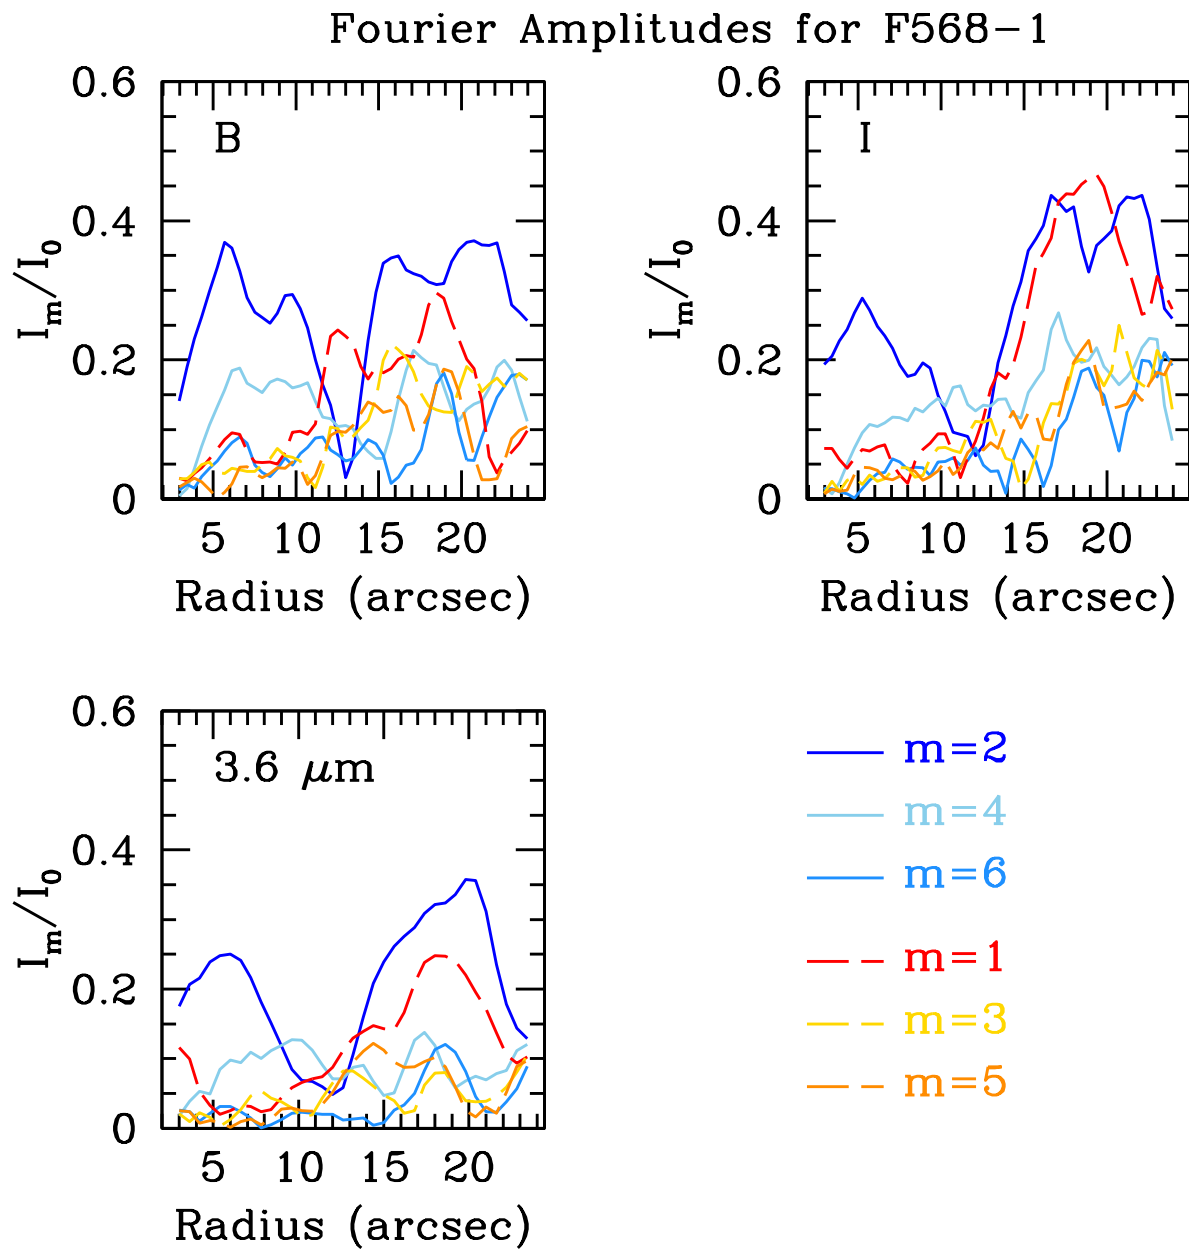 Fourier Amplitudes for F568-1
B
0.6
0.4
0.2
0
I_m/I_0
5 10 15 20
Radius (arcsec)
I
0.6
0.4
0.2
0
I_m/I_0
5 10 15 20
Radius (arcsec)
3.6 μm
0.6
0.4
0.2
0
I_m/I_0
5 10 15 20
Radius (arcsec)
m=2
m=4
m=6
m=1
m=3
m=5